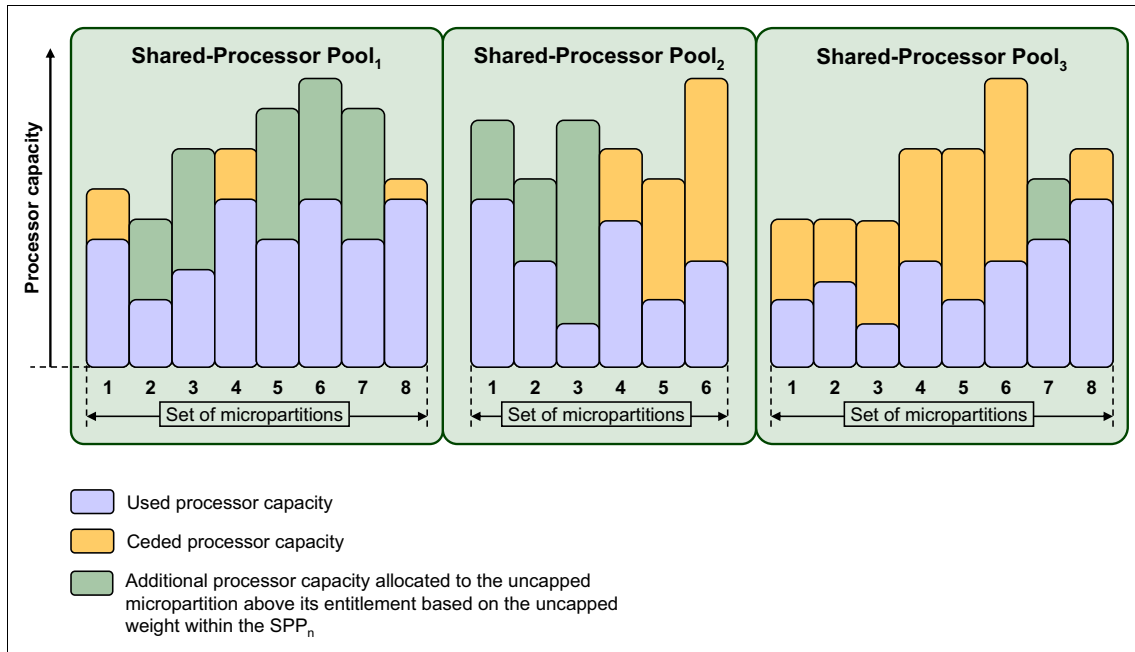 Shared-Processor Pool1
Shared-Processor Pool2
Shared-Processor Pool3
Processor capacity
1 2 3 4 5 6 7 8
1 2 3 4 5 6
1 2 3 4 5 6 7 8
Set of micropartitions
Set of micropartitions
Set of micropartitions
Used processor capacity
Ceded processor capacity
Additional processor capacity allocated to the uncapped
micropartition above its entitlement based on the uncapped
weight within the SPPn